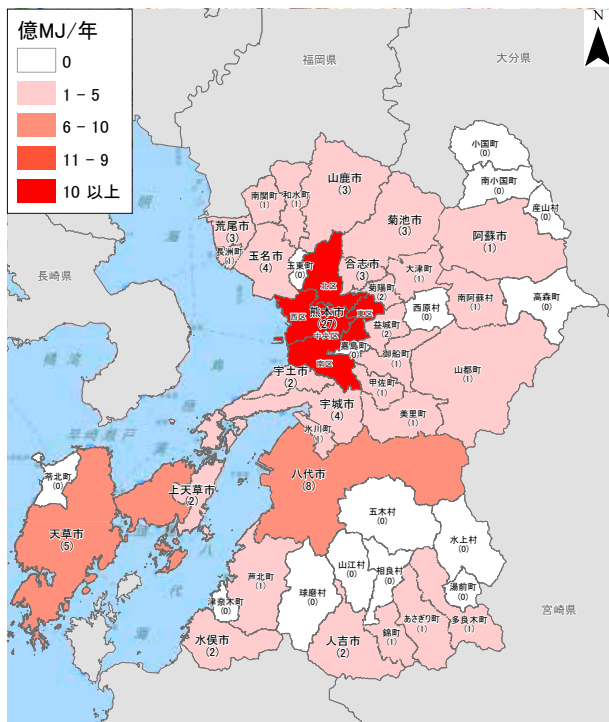 億MJ/年
0
1 - 5
6 - 10
11 - 9
10 以上
福岡県
大分県
長崎県
宮崎県
小国町
(0)
南小国町
(0)
産山村
(0)
山鹿市
(3)
南関町
(1)
和水町
(1)
菊池市
(3)
阿蘇市
(1)
荒尾市
(3)
長洲町
(1)
玉名市
(4)
玉東町
(0)
合志市
(3)
大津町
(1)
菊陽町
(2)
北区
西区
熊本市
(27)
東区
中央区
南区
西原村
(0)
南阿蘇村
(1)
高森町
(0)
益城町
(2)
嘉島町
(0)
御船町
(1)
山都町
(1)
宇土市
(2)
甲佐町
(1)
宇城市
(4)
美里町
(1)
氷川町
(1)
八代市
(8)
苓北町
(0)
上天草市
(2)
天草市
(5)
五木村
(0)
水上村
(0)
山江村
(0)
相良村
(0)
湯前町
(0)
芦北町
(1)
津奈木町
(0)
球磨村
(0)
あさぎり町
(1)
多良木町
(1)
水俣市
(2)
人吉市
(2)
錦町
(1)